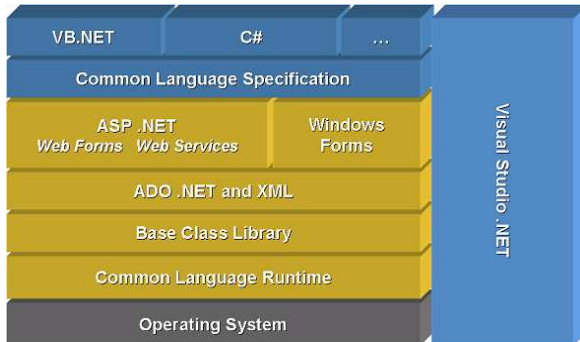 VB.NET
C#
...
Common Language Specification
ASP .NET
Web Forms Web Services
Windows
Forms
ADO .NET and XML
Base Class Library
Common Language Runtime
Operating System
Visual Studio .NET